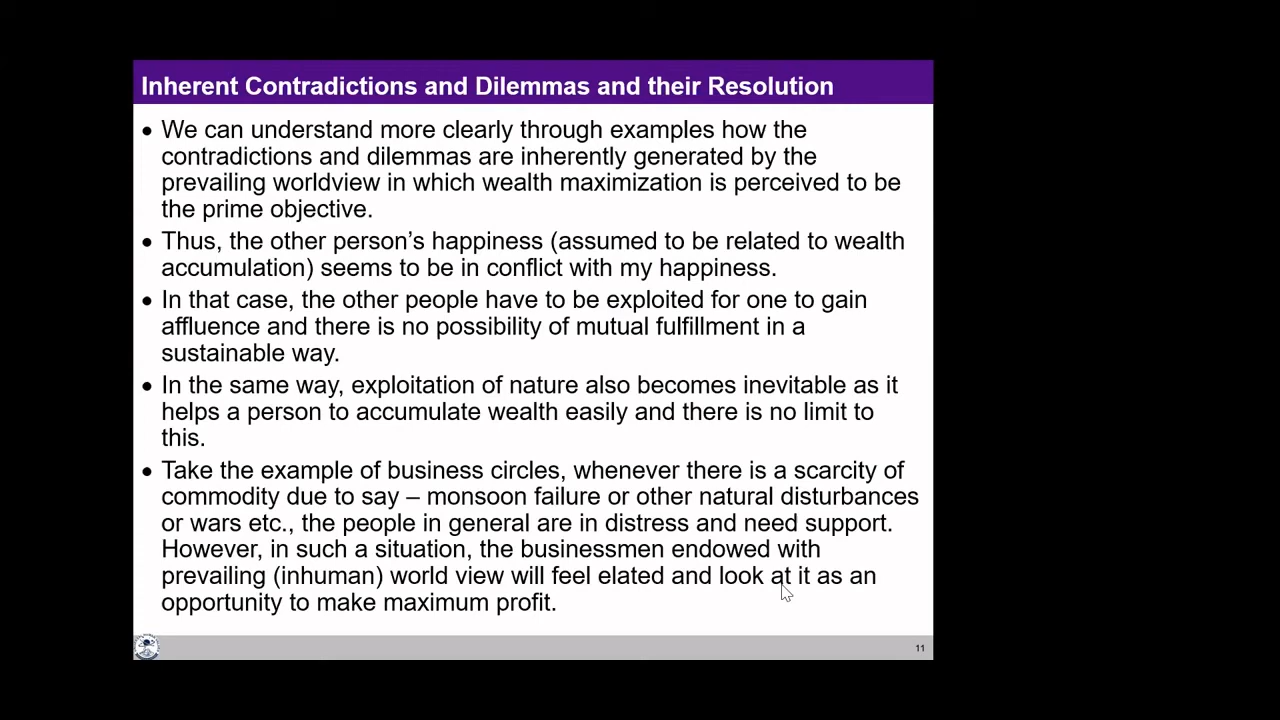 Inherent Contradictions and Dilemmas and their Resolution
• We can understand more clearly through examples how the
contradictions and dilemmas are inherently generated by the
prevailing worldview in which wealth maximization is perceived to be
the prime objective.
• Thus, the other person's happiness (assumed to be related to wealth
accumulation) seems to be in conflict with my happiness.
• In that case, the other people have to be exploited for one to gain
affluence and there is no possibility of mutual fulfillment in a
sustainable way.
• In the same way, exploitation of nature also becomes inevitable as it
helps a person to accumulate wealth easily and there is no limit to
this.
• Take the example of business circles, whenever there is a scarcity of
commodity due to say – monsoon failure or other natural disturbances
or wars etc., the people in general are in distress and need support.
However, in such a situation, the businessmen endowed with
prevailing (inhuman) world view will feel elated and look at it as an
opportunity to make maximum profit.
11